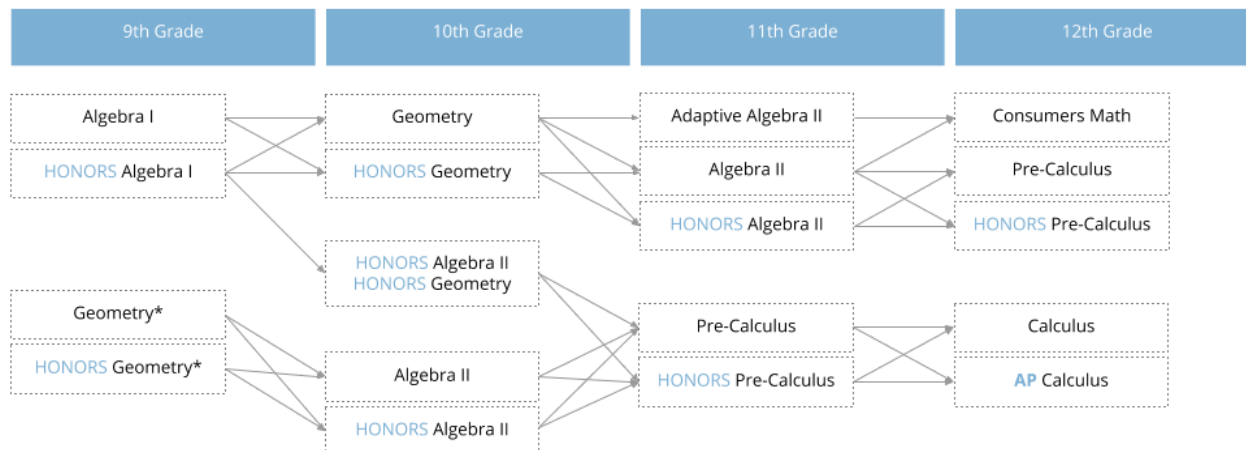 9th Grade
10th Grade
11th Grade
12th Grade
Algebra I
HONORS Algebra I
Geometry*
HONORS Geometry*
Geometry
HONORS Geometry
HONORS Algebra II
HONORS Geometry
Algebra II
HONORS Algebra II
Adaptive Algebra II
Algebra II
HONORS Algebra II
Pre-Calculus
HONORS Pre-Calculus
Consumers Math
Pre-Calculus
HONORS Pre-Calculus
Calculus
AP Calculus